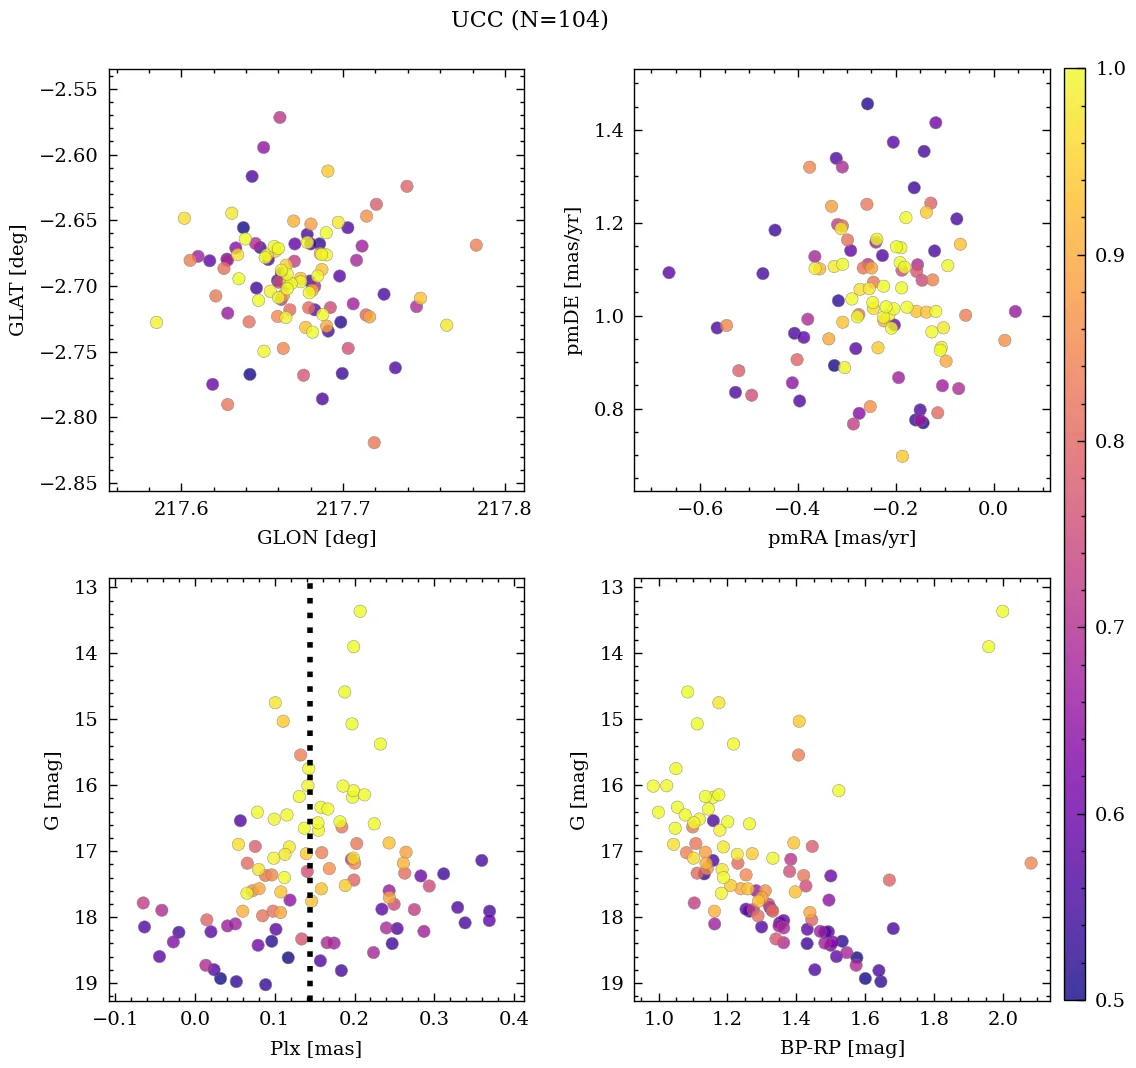 UCC (N=104)
−2.55
−2.60
−2.65
−2.70
−2.75
−2.80
−2.85
GLAT [deg]
217.6 217.7 217.8
GLON [deg]
1.4
1.2
1.0
0.8
pmDE [mas/yr]
−0.6 −0.4 −0.2 0.0
pmRA [mas/yr]
13
14
15
16
17
18
19
G [mag]
−0.1 0.0 0.1 0.2 0.3 0.4
Plx [mas]
13
14
15
16
17
18
19
G [mag]
1.0 1.2 1.4 1.6 1.8 2.0
BP-RP [mag]
1.0
0.9
0.8
0.7
0.6
0.5